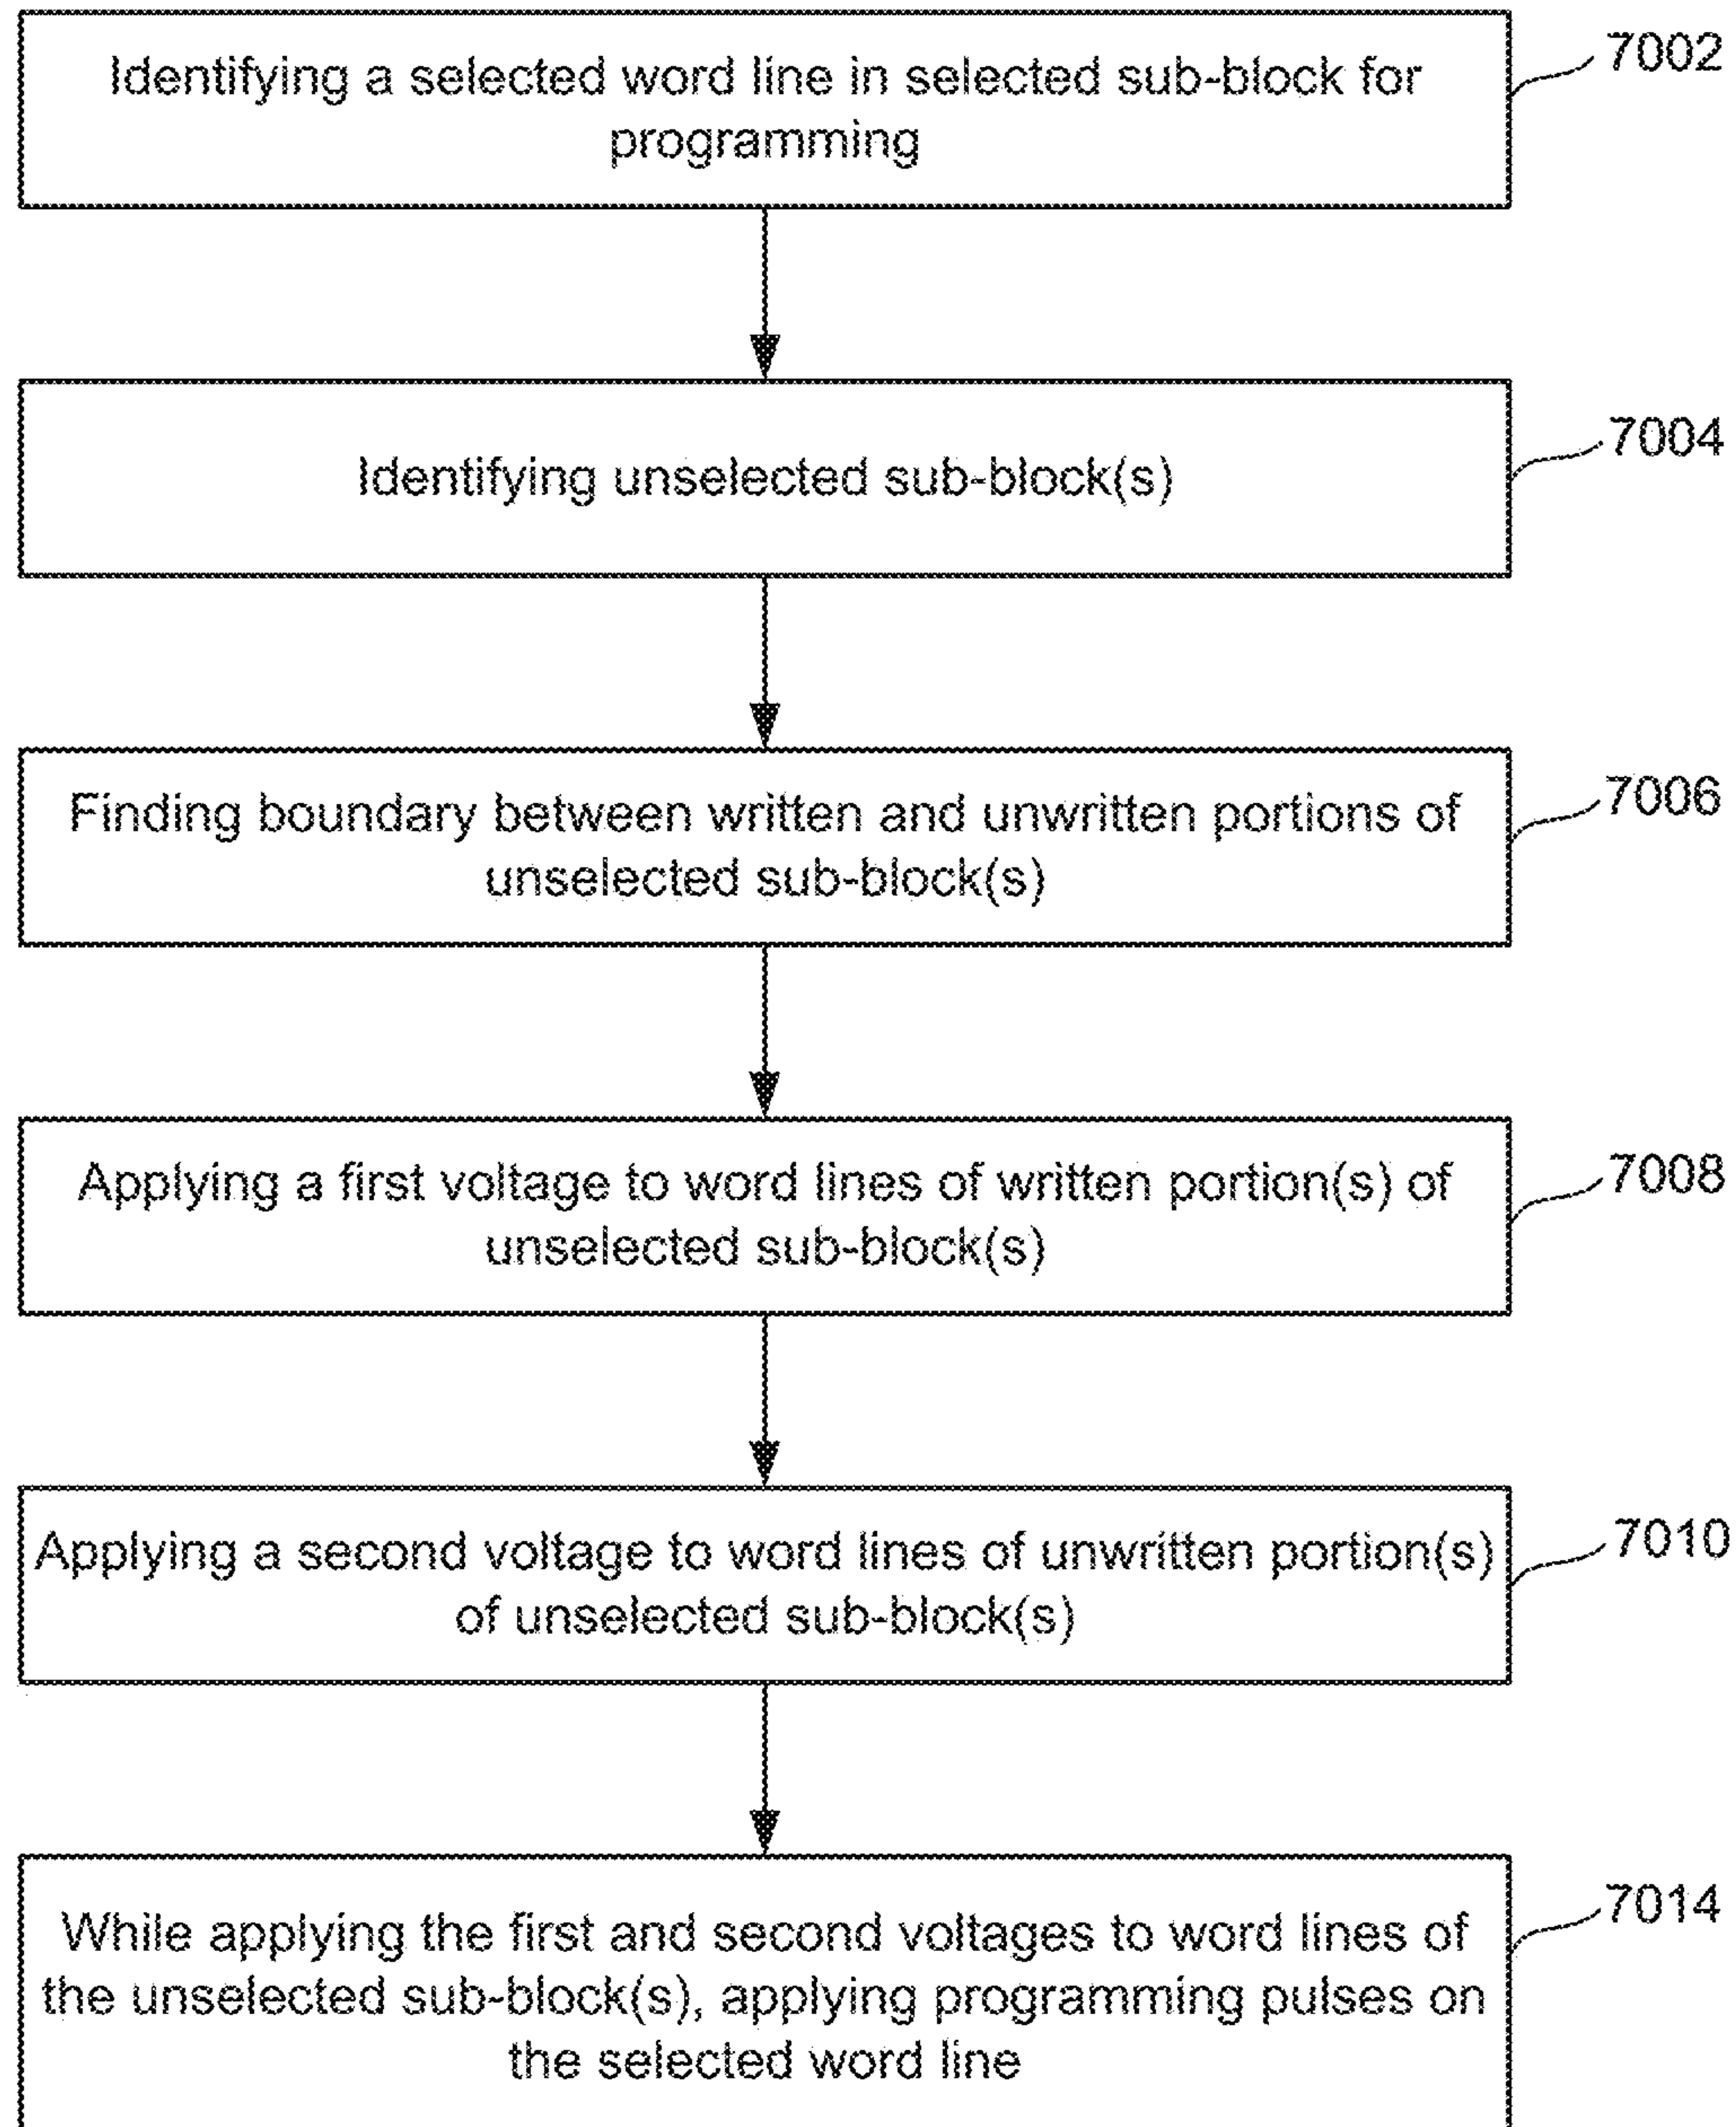 Identifying a selected word line in selected sub-block for
programming
7002
Identifying unselected sub-block(s)
7004
Finding boundary between written and unwritten portions of
unselected sub-block(s)
7006
Applying a first voltage to word lines of written portion(s) of
unselected sub-block(s)
7008
Applying a second voltage to word lines of unwritten portion(s)
of unselected sub-block(s)
7010
While applying the first and second voltages to word lines of
the unselected sub-block(s), applying programming pulses on
the selected word line
7014